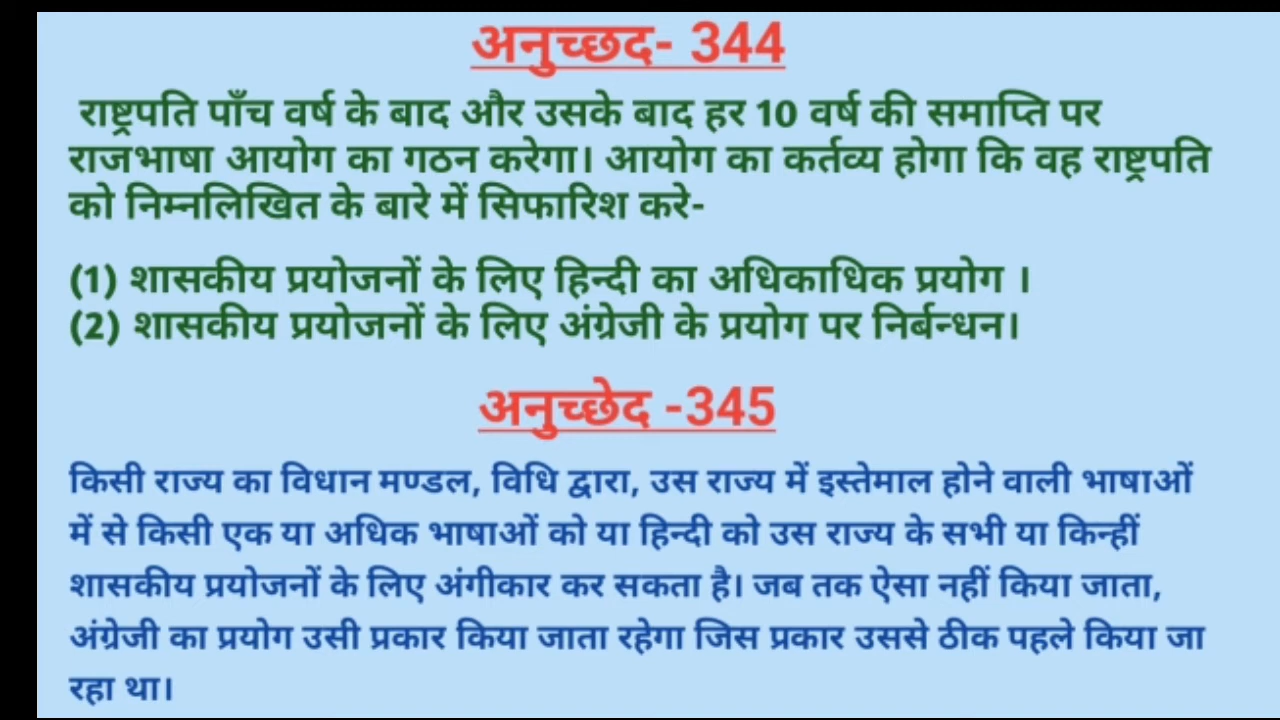 अनुच्छद- 344
राष्ट्रपति पाँच वर्ष के बाद और उसके बाद हर 10 वर्ष की समाप्ति पर
राजभाषा आयोग का गठन करेगा। आयोग का कर्तव्य होगा कि वह राष्ट्रपति
को निम्नलिखित के बारे में सिफारिश करे-
(1) शासकीय प्रयोजनों के लिए हिन्दी का अधिकाधिक प्रयोग ।
(2) शासकीय प्रयोजनों के लिए अंग्रेजी के प्रयोग पर निर्बन्धन।
अनुच्छेद -345
किसी राज्य का विधान मण्डल, विधि द्वारा, उस राज्य में इस्तेमाल होने वाली भाषाओं
में से किसी एक या अधिक भाषाओं को या हिन्दी को उस राज्य के सभी या किन्हीं
शासकीय प्रयोजनों के लिए अंगीकार कर सकता है। जब तक ऐसा नहीं किया जाता,
अंग्रेजी का प्रयोग उसी प्रकार किया जाता रहेगा जिस प्रकार उससे ठीक पहले किया जा
रहा था।